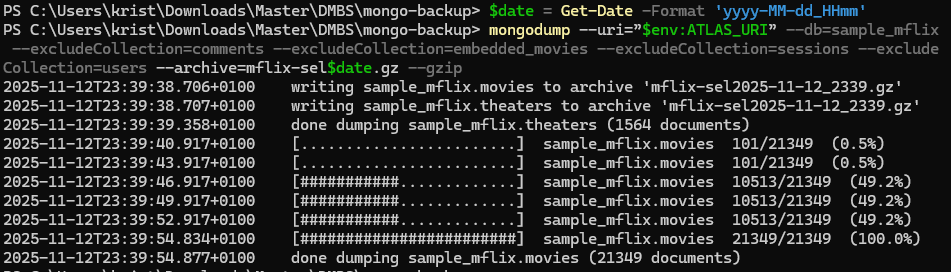 PS C:\Users\krist\Downloads\Master\DMBS\mongo-backup> $date = Get-Date -Format 'yyyy-MM-dd_HHmm'
PS C:\Users\krist\Downloads\Master\DMBS\mongo-backup> mongodump --uri=”$env:ATLAS_URI” --db=sample_mflix
--excludeCollection=comments --excludeCollection=embedded_movies --excludeCollection=sessions --exclude
Collection=users --archive=mflix-sel$date.gz --gzip
2025-11-12T23:39:38.706+0100 writing sample_mflix.movies to archive 'mflix-sel2025-11-12_2339.gz'
2025-11-12T23:39:38.707+0100 writing sample_mflix.theaters to archive 'mflix-sel2025-11-12_2339.gz'
2025-11-12T23:39:39.358+0100 done dumping sample_mflix.theaters (1564 documents)
2025-11-12T23:39:40.917+0100 [........................] sample_mflix.movies 101/21349 (0.5%)
2025-11-12T23:39:43.917+0100 [........................] sample_mflix.movies 101/21349 (0.5%)
2025-11-12T23:39:46.917+0100 [###########.............] sample_mflix.movies 10513/21349 (49.2%)
2025-11-12T23:39:49.917+0100 [###########.............] sample_mflix.movies 10513/21349 (49.2%)
2025-11-12T23:39:52.917+0100 [###########.............] sample_mflix.movies 10513/21349 (49.2%)
2025-11-12T23:39:54.834+0100 [########################] sample_mflix.movies 21349/21349 (100.0%)
2025-11-12T23:39:54.877+0100 done dumping sample_mflix.movies (21349 documents)